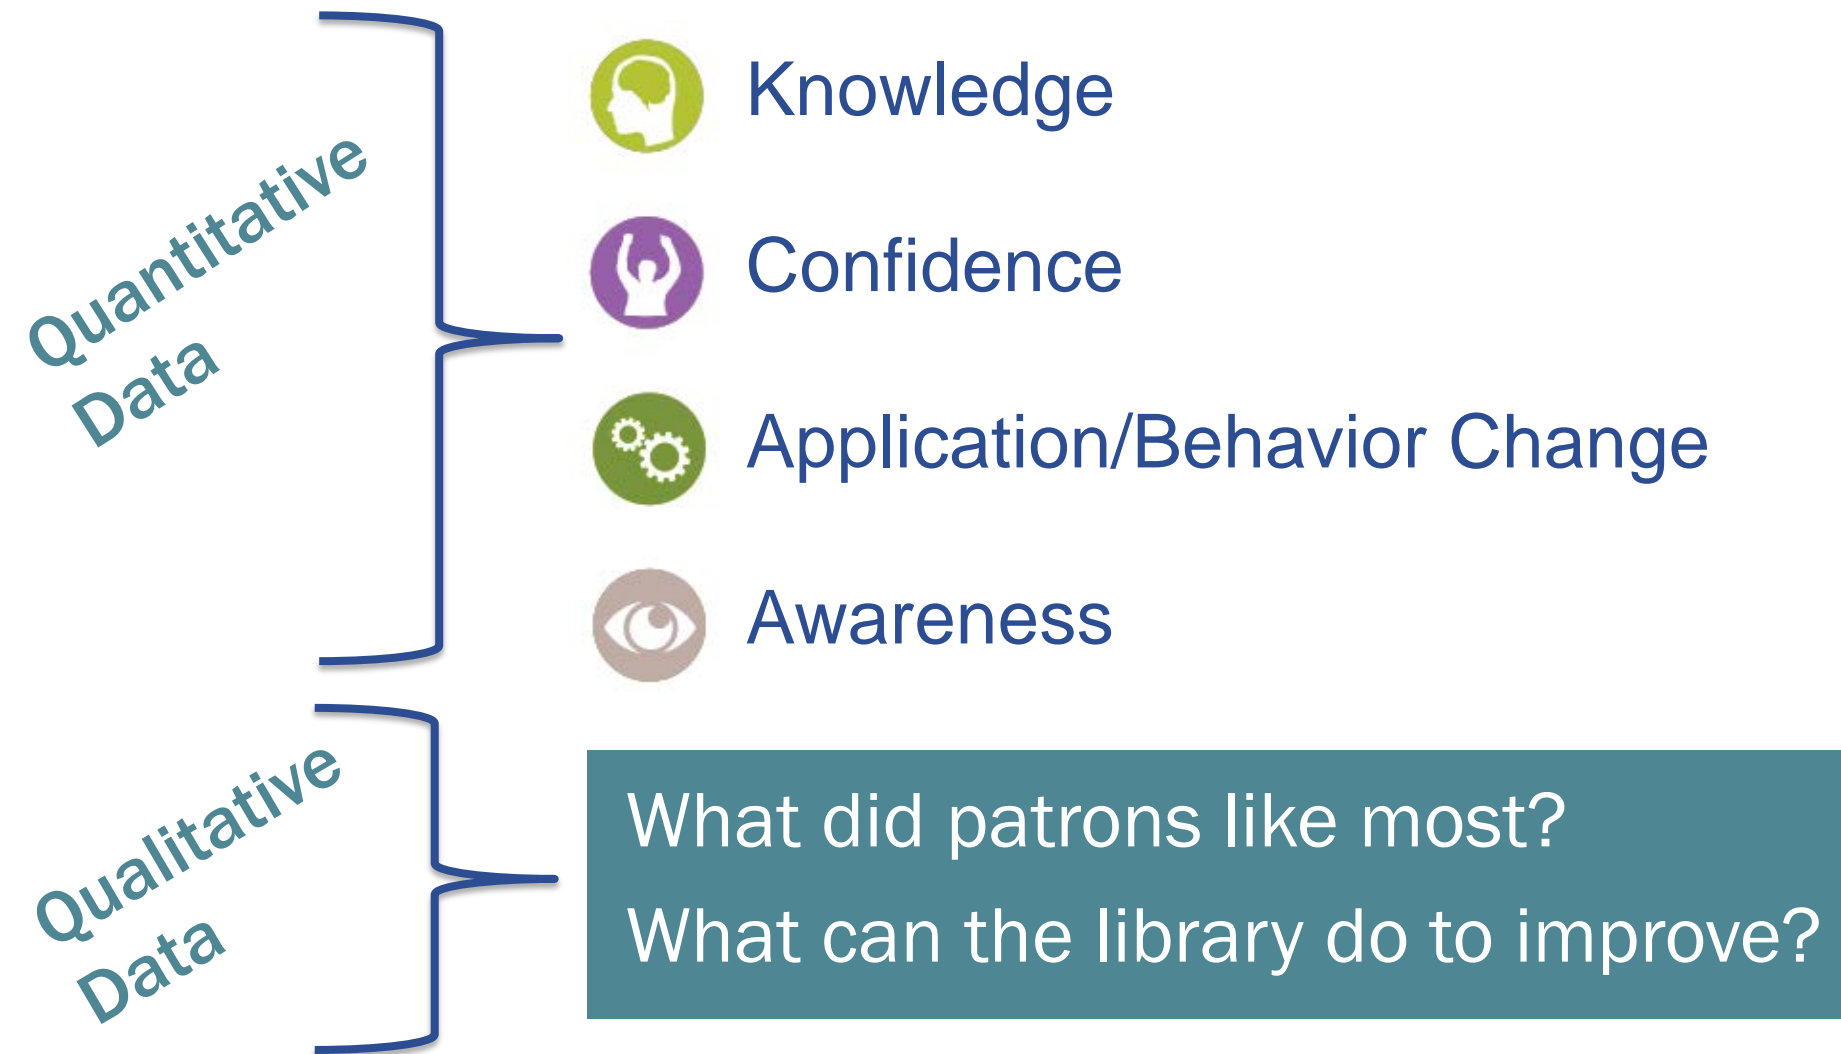 Quantitative
Data
Knowledge
Confidence
Application/Behavior Change
Awareness
Qualitative
Data
What did patrons like most?
What can the library do to improve?